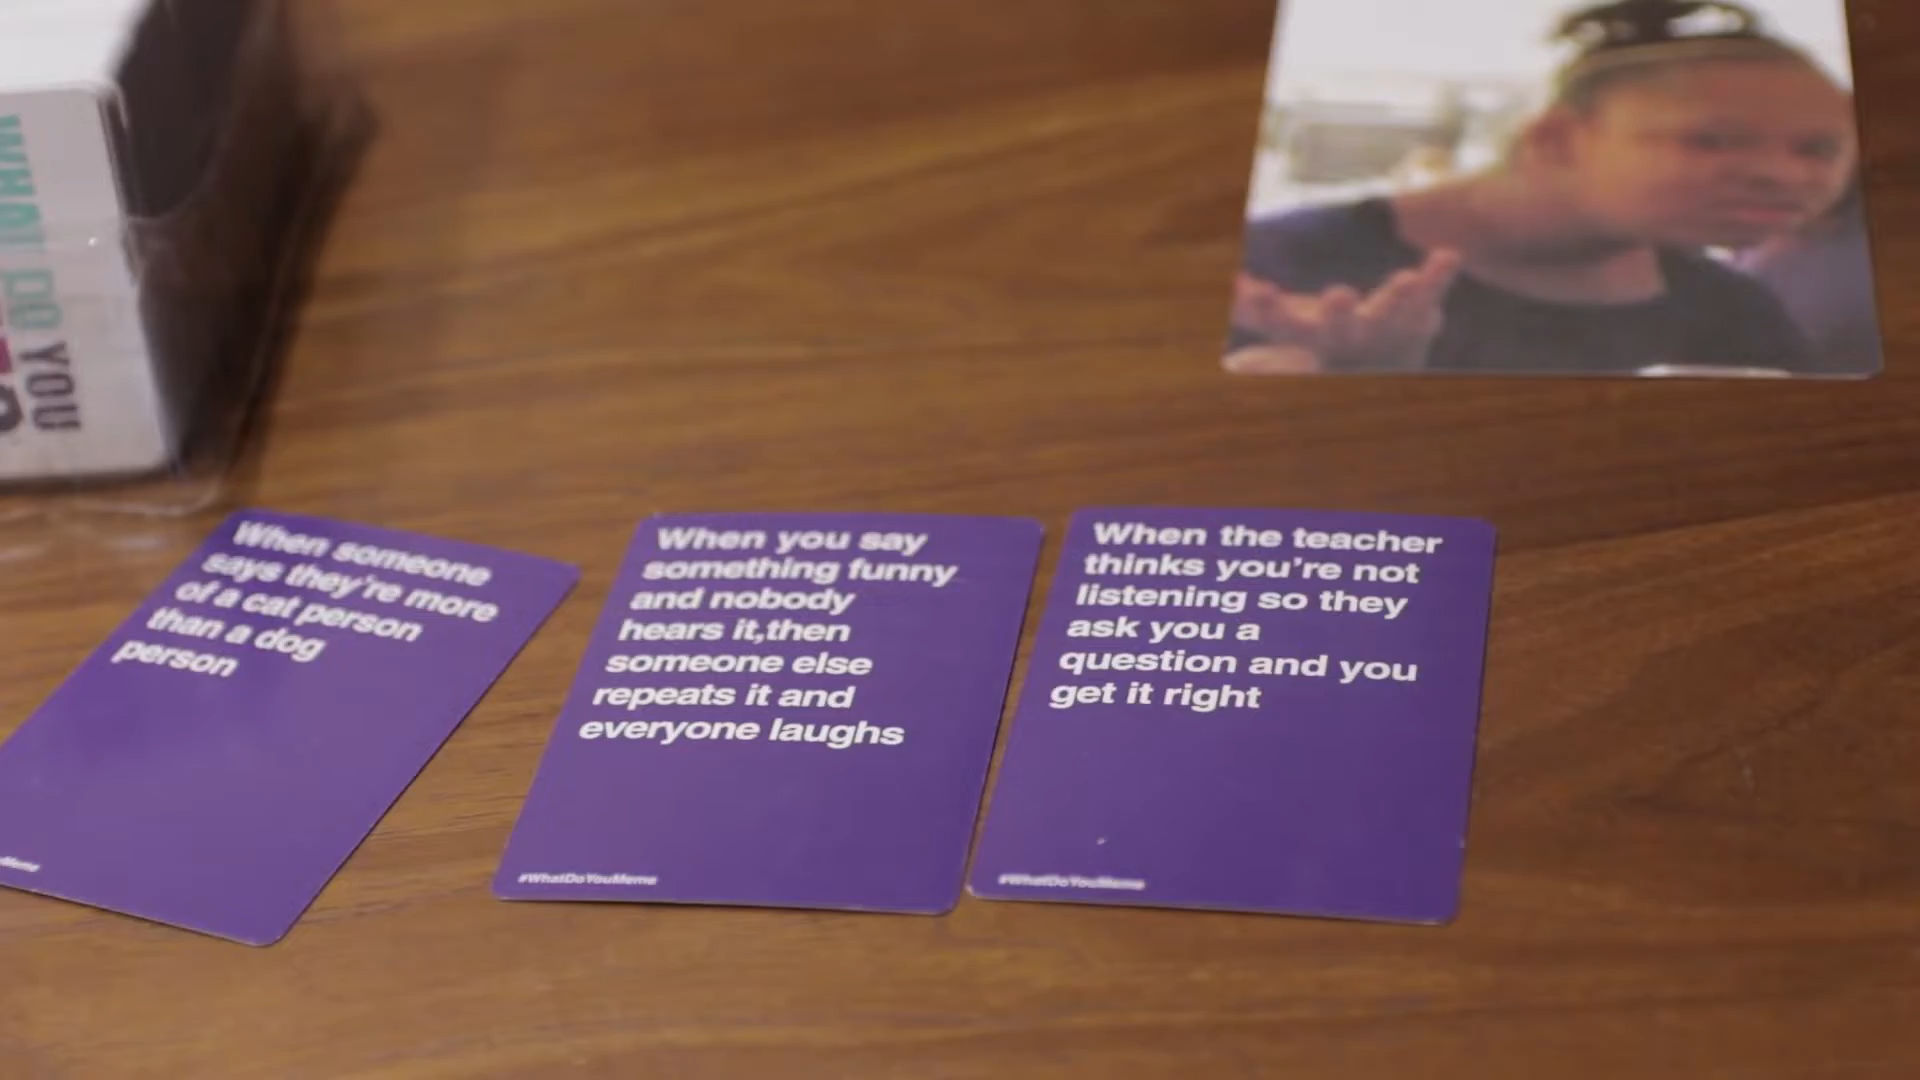 WHAT DO YOU
When someone
says they're more
of a cat person
than a dog
person
When you say
something funny
and nobody
hears it,then
someone else
repeats it and
everyone laughs
#WhatDoYouMeme
When the teacher
thinks you're not
listening so they
ask you a
question and you
get it right
#WhatDoYouMeme